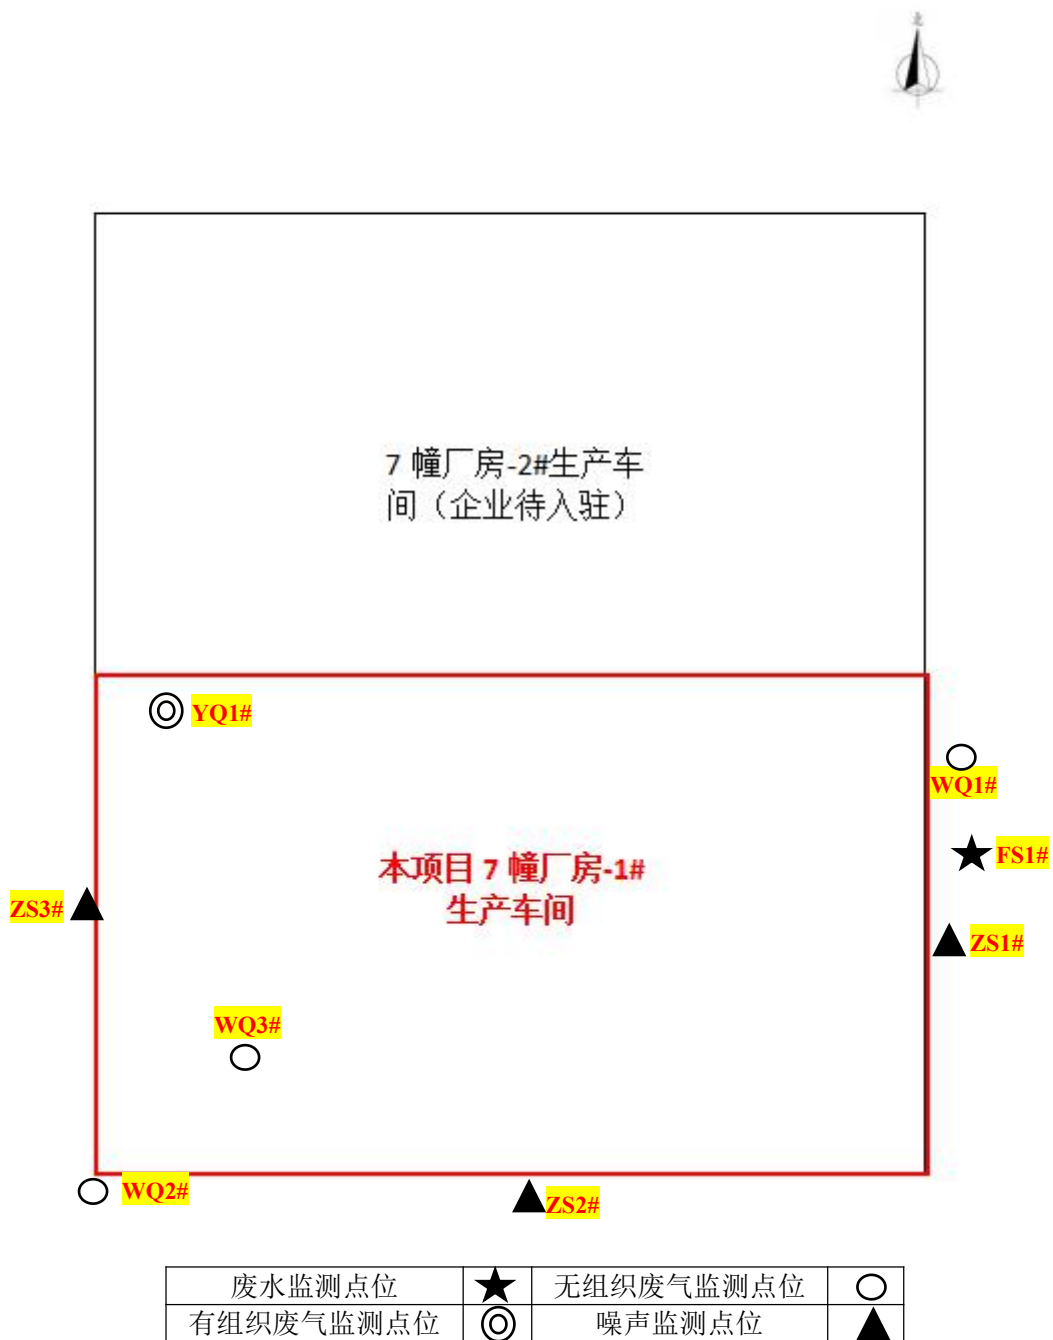 北
7 幢厂房-2#生产车
间（企业待入驻）
YQ1#
WQ1#
本项目 7 幢厂房-1#
生产车间
FS1#
ZS3#
ZS1#
WQ3#
WQ2#
ZS2#
废水监测点位 无组织废气监测点位
有组织废气监测点位 噪声监测点位